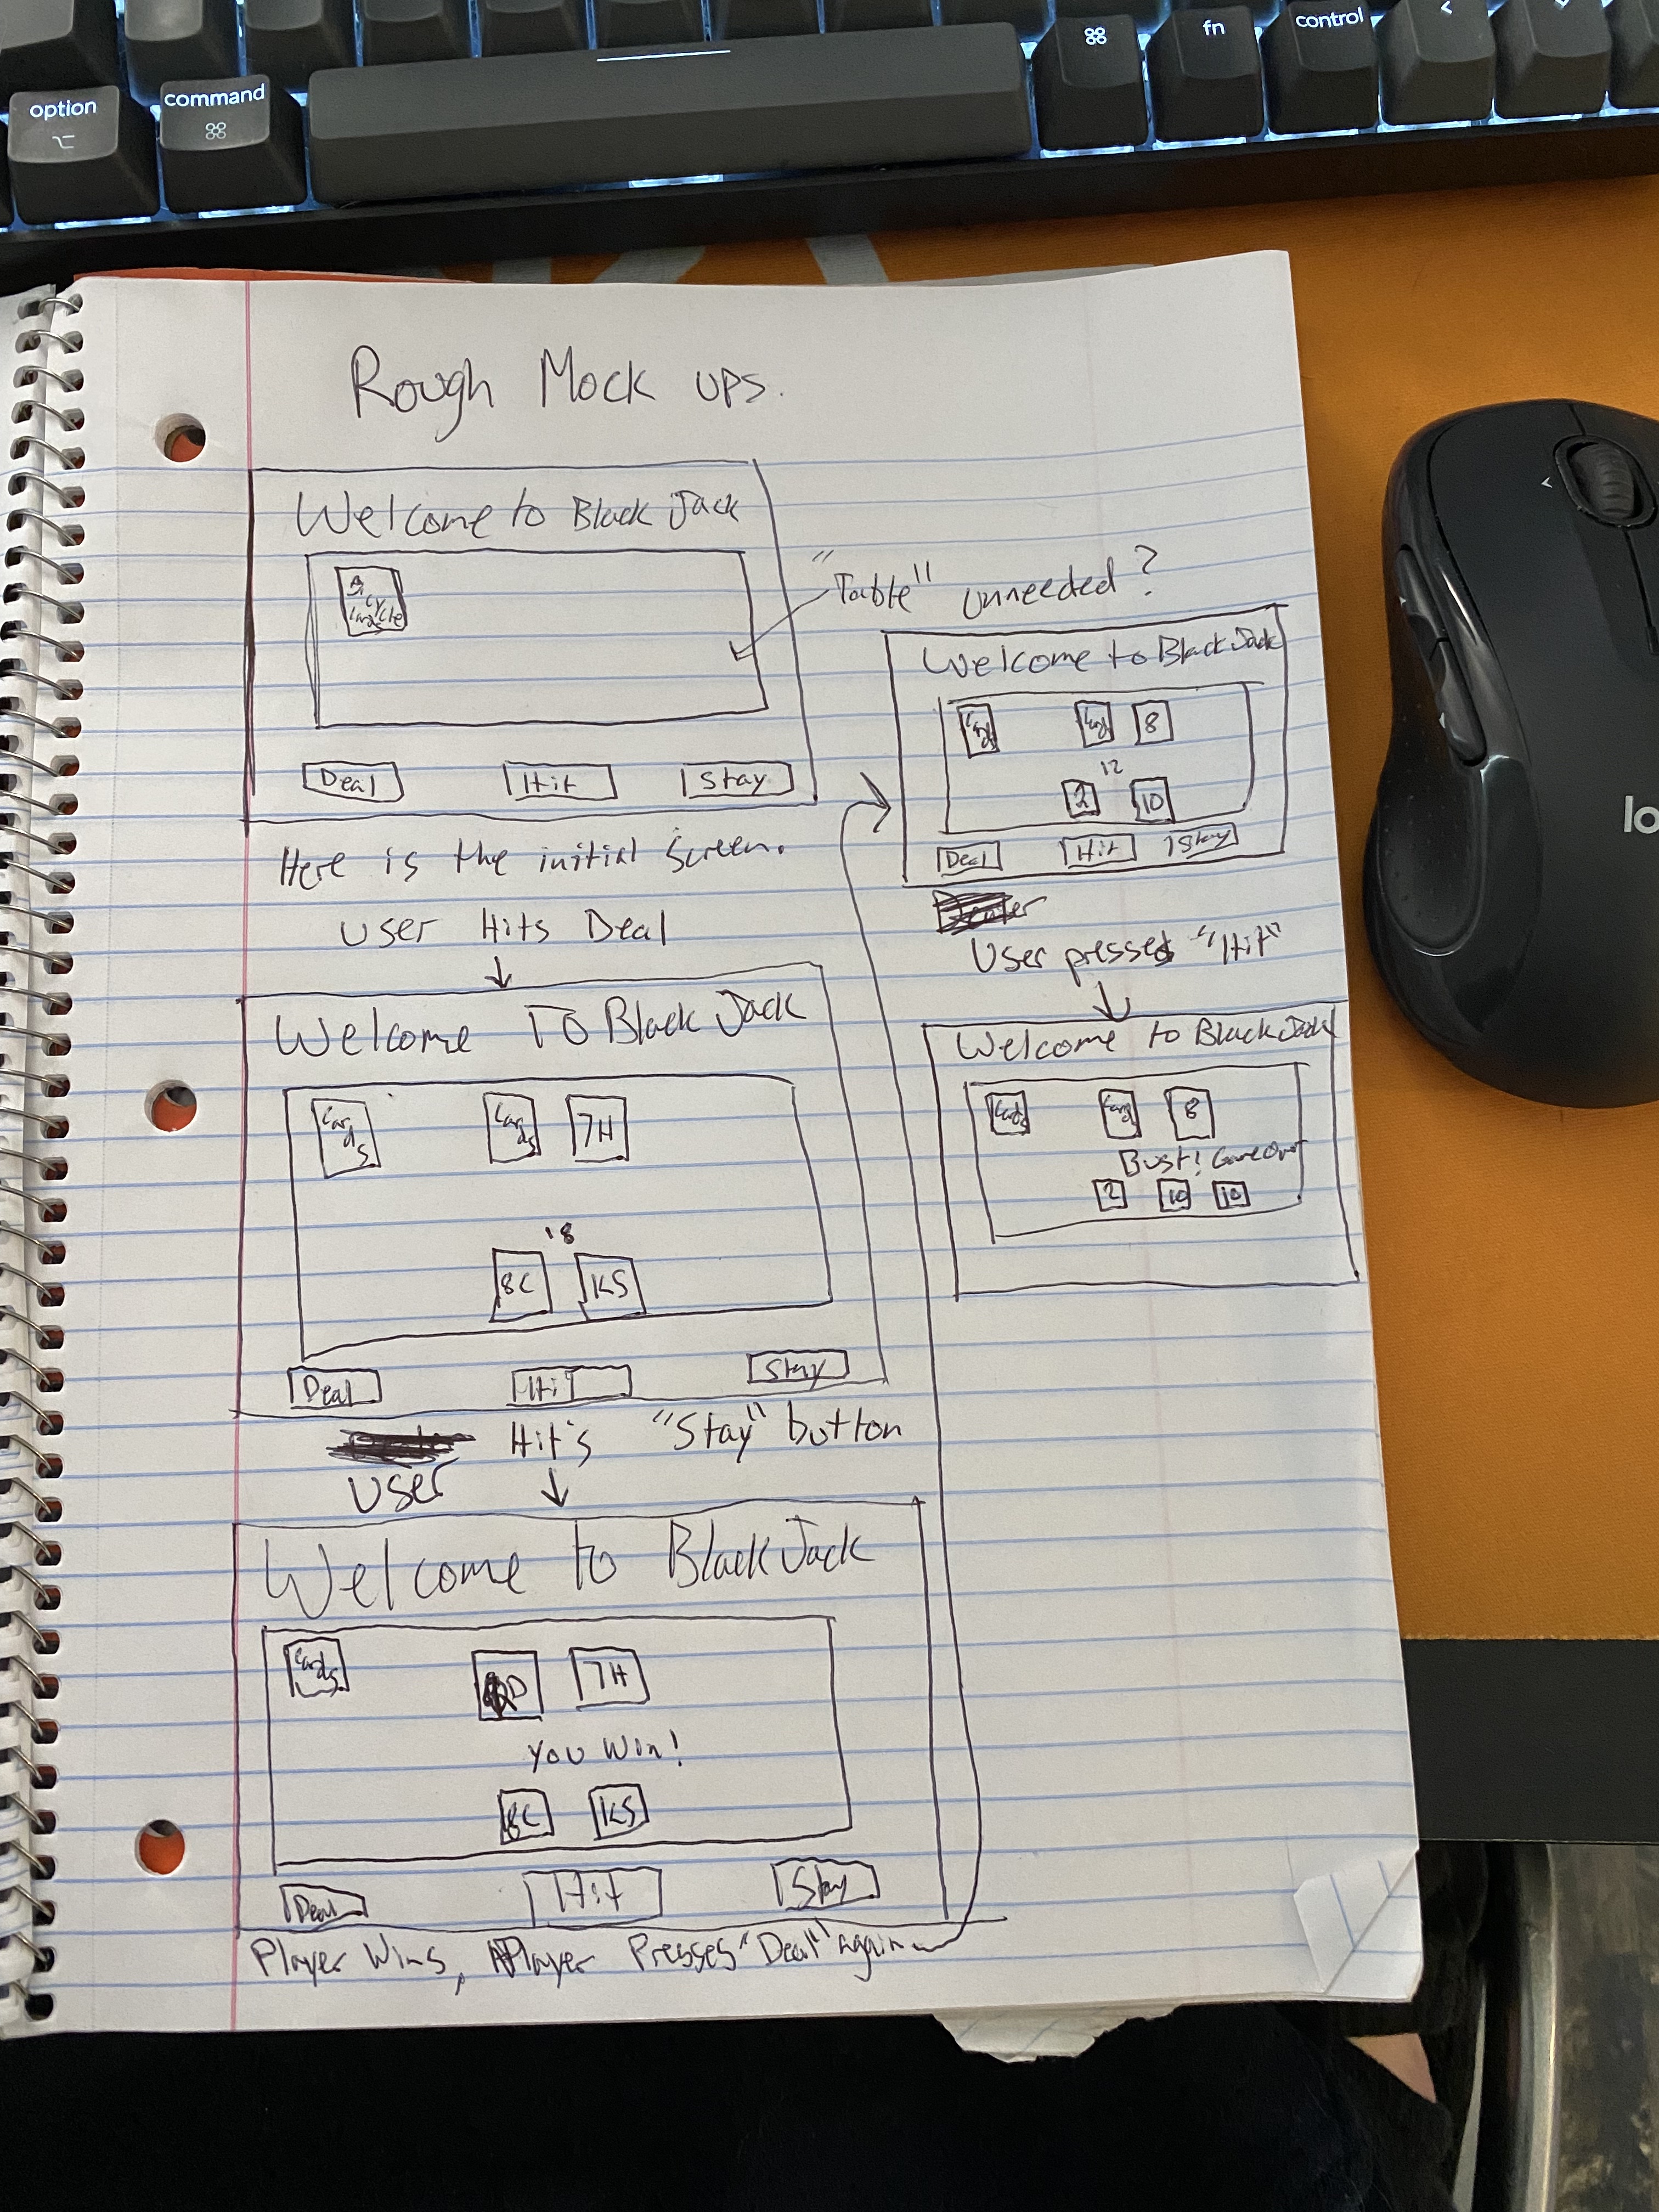 option
command
fn
control
lo
Rough Mock ups.
Welcome to Black Jack
Bicycle
Cards
Deal
Hit
Stay
"Table" unneeded?
Here is the initial screen.
User Hits Deal
Welcome To Black Jack
Cards
Cards
7H
18
8C
KS
Deal
Hit
Stay
Hit's "Stay" button
User
Welcome to Black Jack
Cards
D
7H
You Win!
8C
KS
Deal
Hit
Stay
Player Wins, Player Presses "Deal" again
Welcome to Black Jack
Cards
Cards
8
12
2
10
Deal
Hit
Stay
User presses "Hit"
Welcome to Black Jack
Cards
Cards
8
Bust! Game Over
2
10
10